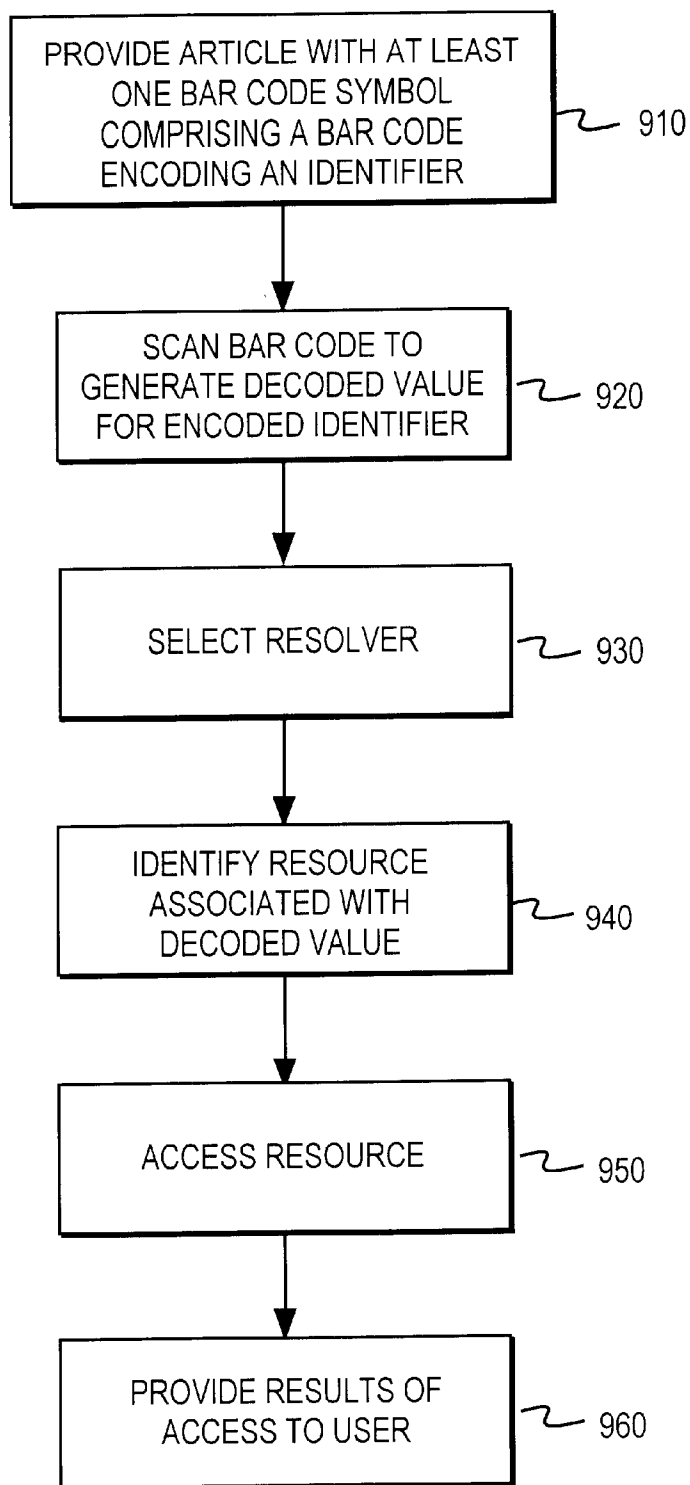 PROVIDE ARTICLE WITH AT LEAST
ONE BAR CODE SYMBOL
COMPRISING A BAR CODE
ENCODING AN IDENTIFIER
910
SCAN BAR CODE TO
GENERATE DECODED VALUE
FOR ENCODED IDENTIFIER
920
SELECT RESOLVER
930
IDENTIFY RESOURCE
ASSOCIATED WITH
DECODED VALUE
940
ACCESS RESOURCE
950
PROVIDE RESULTS OF
ACCESS TO USER
960